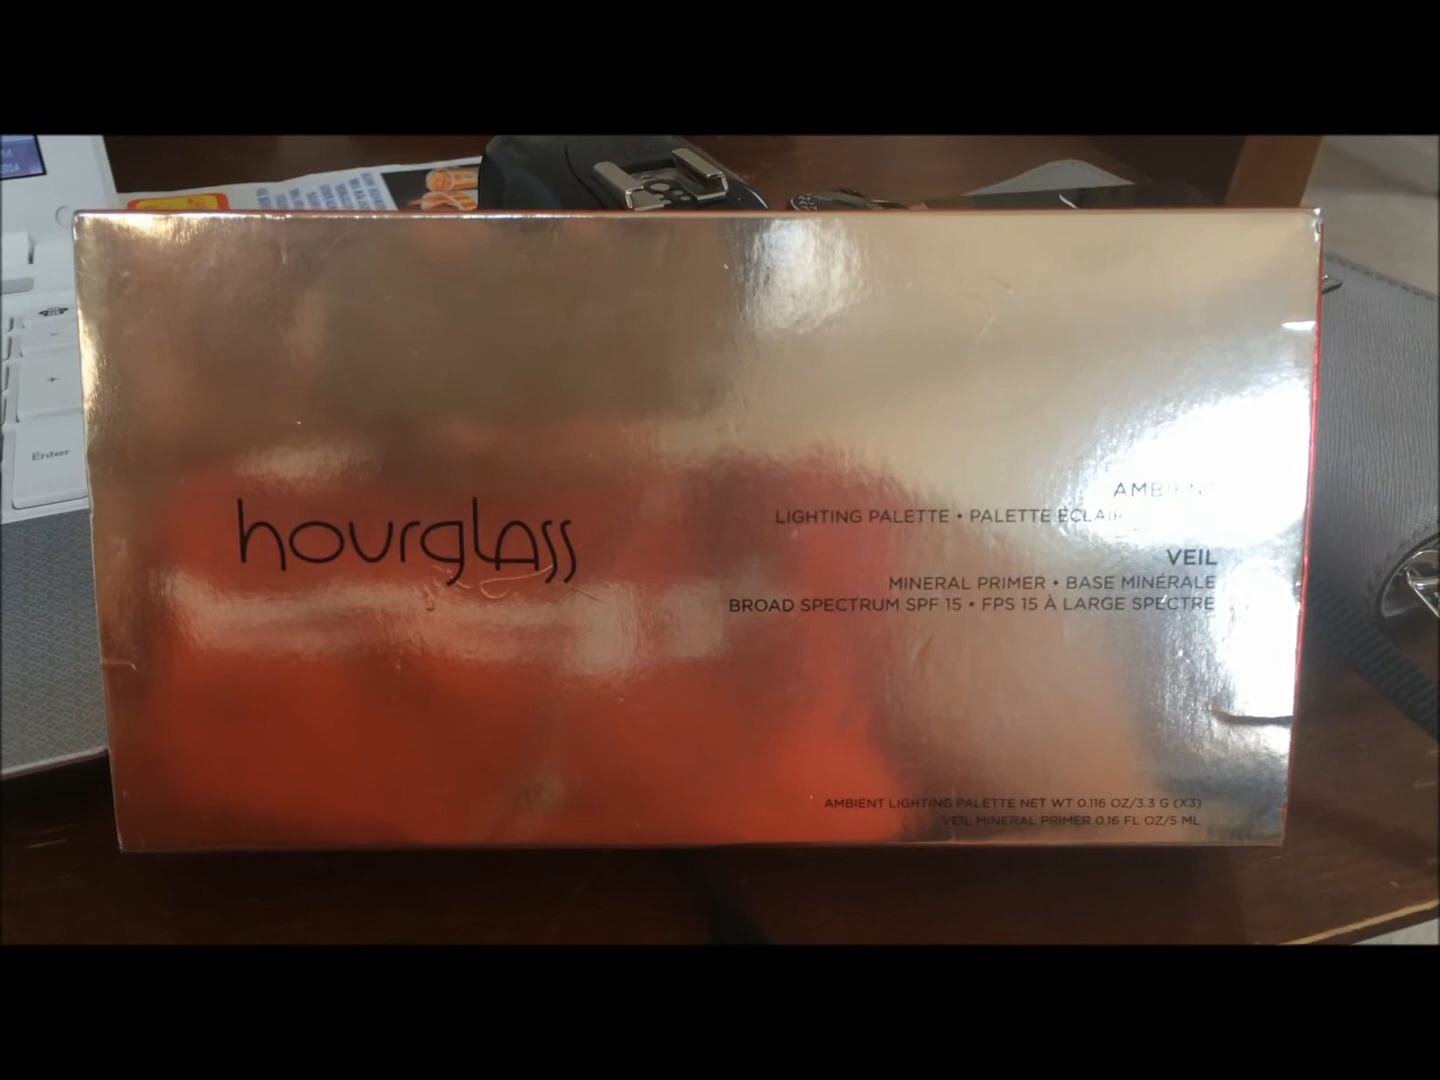 Enter
hourglass
AMBIENT
LIGHTING PALETTE • PALETTE ÉCLAIR
VEIL
MINERAL PRIMER • BASE MINÉRALE
BROAD SPECTRUM SPF 15 • FPS 15 À LARGE SPECTRE
AMBIENT LIGHTING PALETTE NET WT 0.116 OZ/3.3 G (X3)
VEIL MINERAL PRIMER 0.16 FL OZ/5 ML